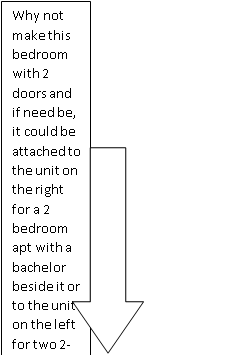 Why not
make this
bedroom
with 2
doors and
if need be,
it could be
attached to
the unit on
the right
for a 2
bedroom
apt with a
bachelor
beside it or
to the unit
on the left
for two 2-